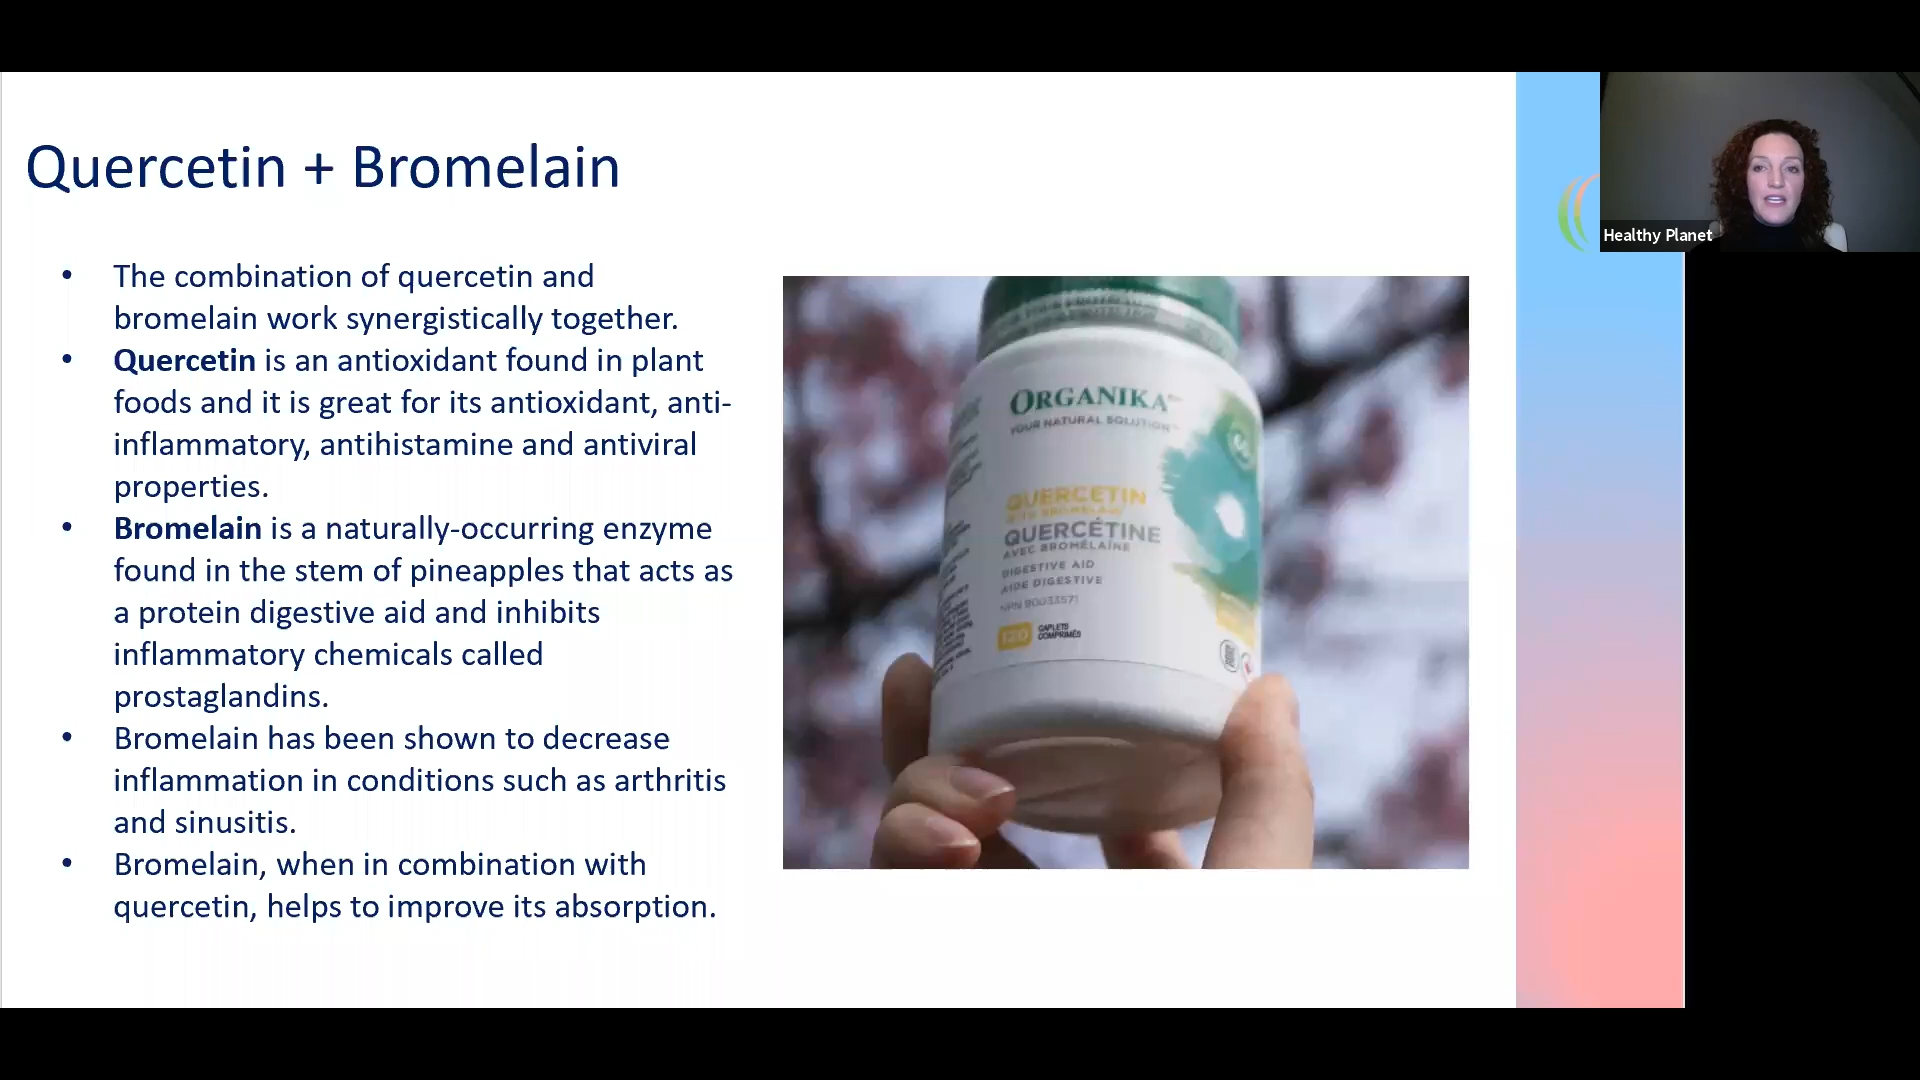 Quercetin + Bromelain
• The combination of quercetin and
bromelain work synergistically together.
• Quercetin is an antioxidant found in plant
foods and it is great for its antioxidant, anti-
inflammatory, antihistamine and antiviral
properties.
• Bromelain is a naturally-occurring enzyme
found in the stem of pineapples that acts as
a protein digestive aid and inhibits
inflammatory chemicals called
prostaglandins.
• Bromelain has been shown to decrease
inflammation in conditions such as arthritis
and sinusitis.
• Bromelain, when in combination with
quercetin, helps to improve its absorption.
ORGANIKA
YOUR NATURAL SOLUTION
QUERCETIN
WITH BROMELAIN
QUERCÉTINE
AVEC BROMÉLAÏNE
DIGESTIVE AID
AIDE DIGESTIVE
NPN 80033571
120 CAPLETS
COMPRIMÉS
Healthy Planet